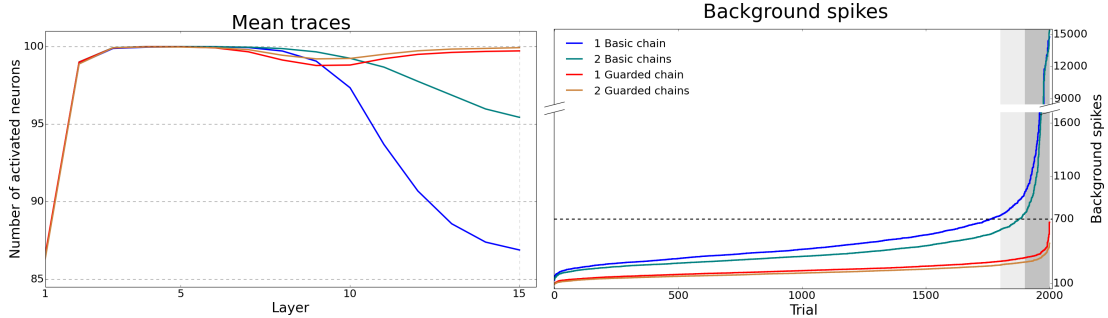 Mean traces
Number of activated neurons
100
95
90
85
1 5 10 15
Layer
Background spikes
1 Basic chain
2 Basic chains
1 Guarded chain
2 Guarded chains
15000
12000
9000
1600
1100
700
100
Background spikes
0 500 1000 1500 2000
Trial